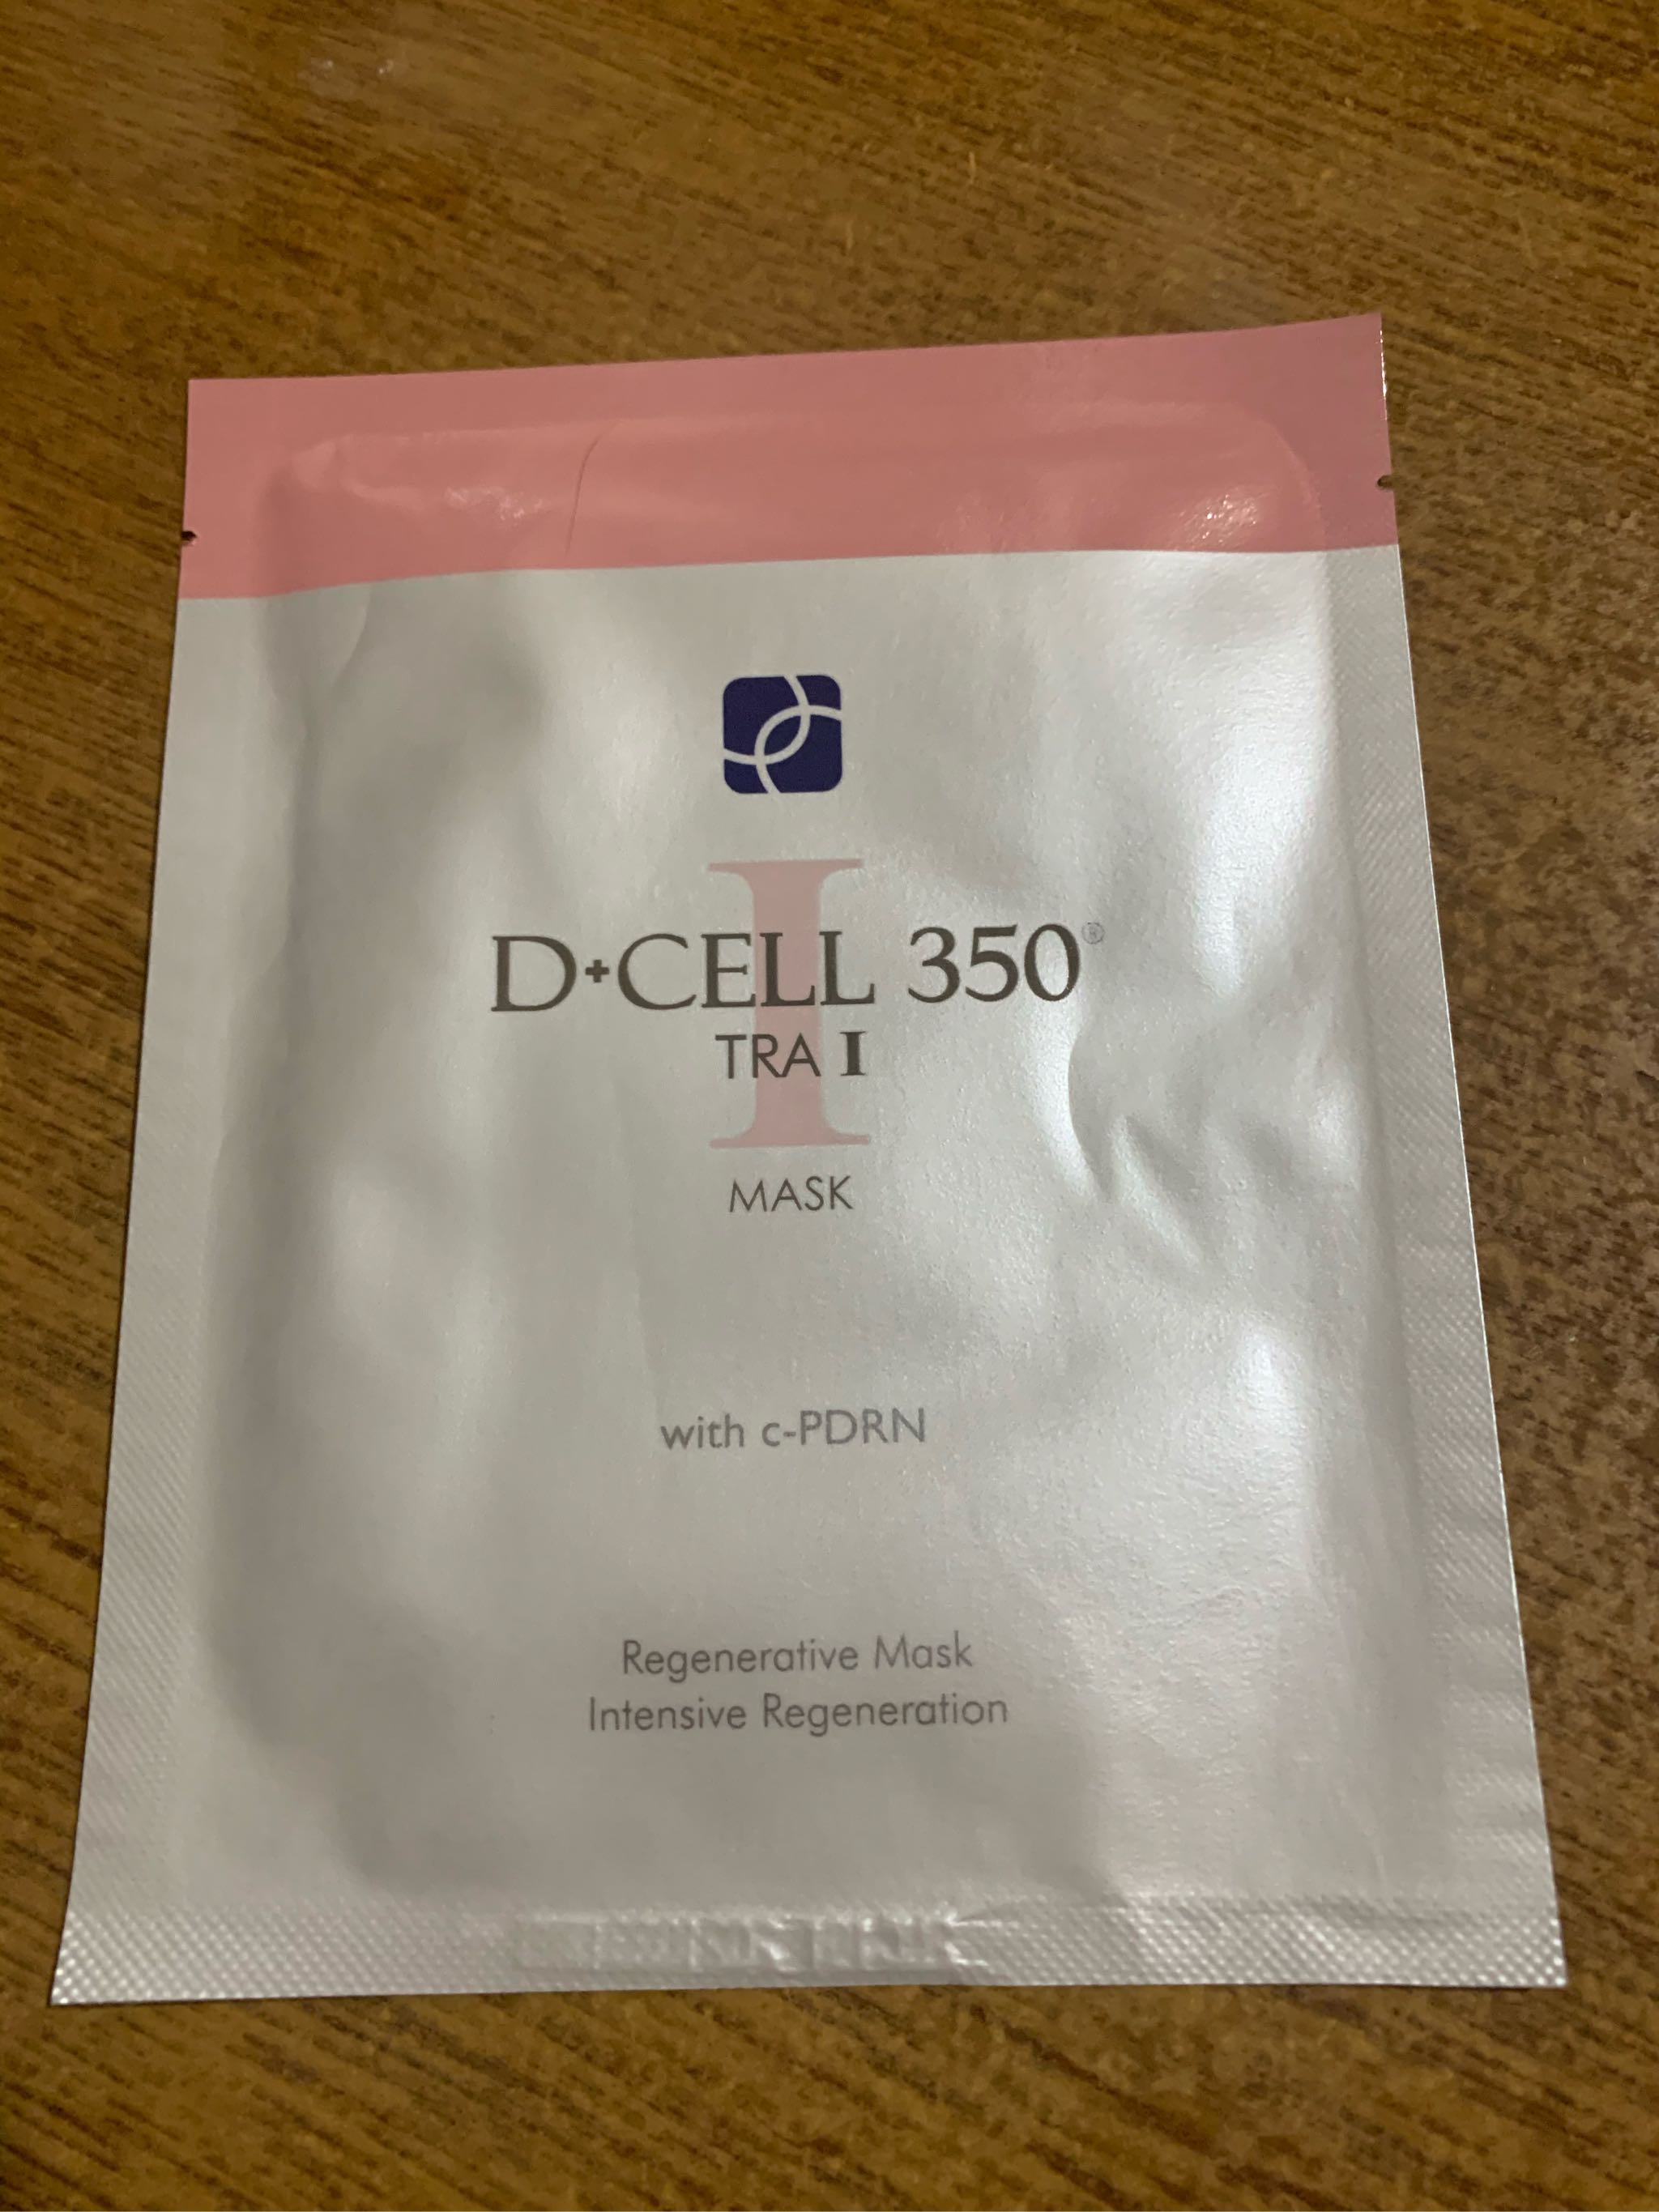 D+CELL 350®
TRA I
MASK
with c-PDRN
Regenerative Mask
Intensive Regeneration